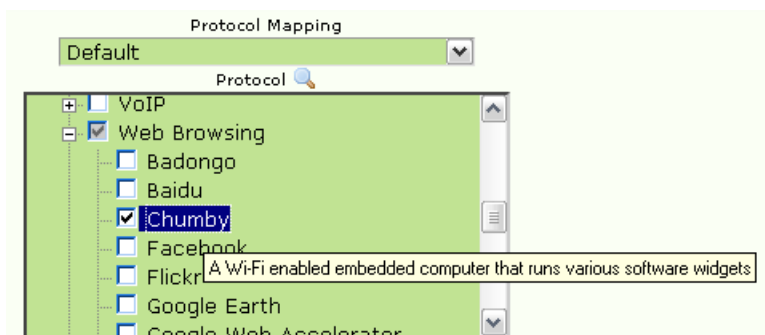 Protocol Mapping
Default
Protocol
VoIP
Web Browsing
Badongo
Baidu
Chumby
Facebook
A Wi-Fi enabled embedded computer that runs various software widgets
Flickr
Google Earth
Google Web Accelerator